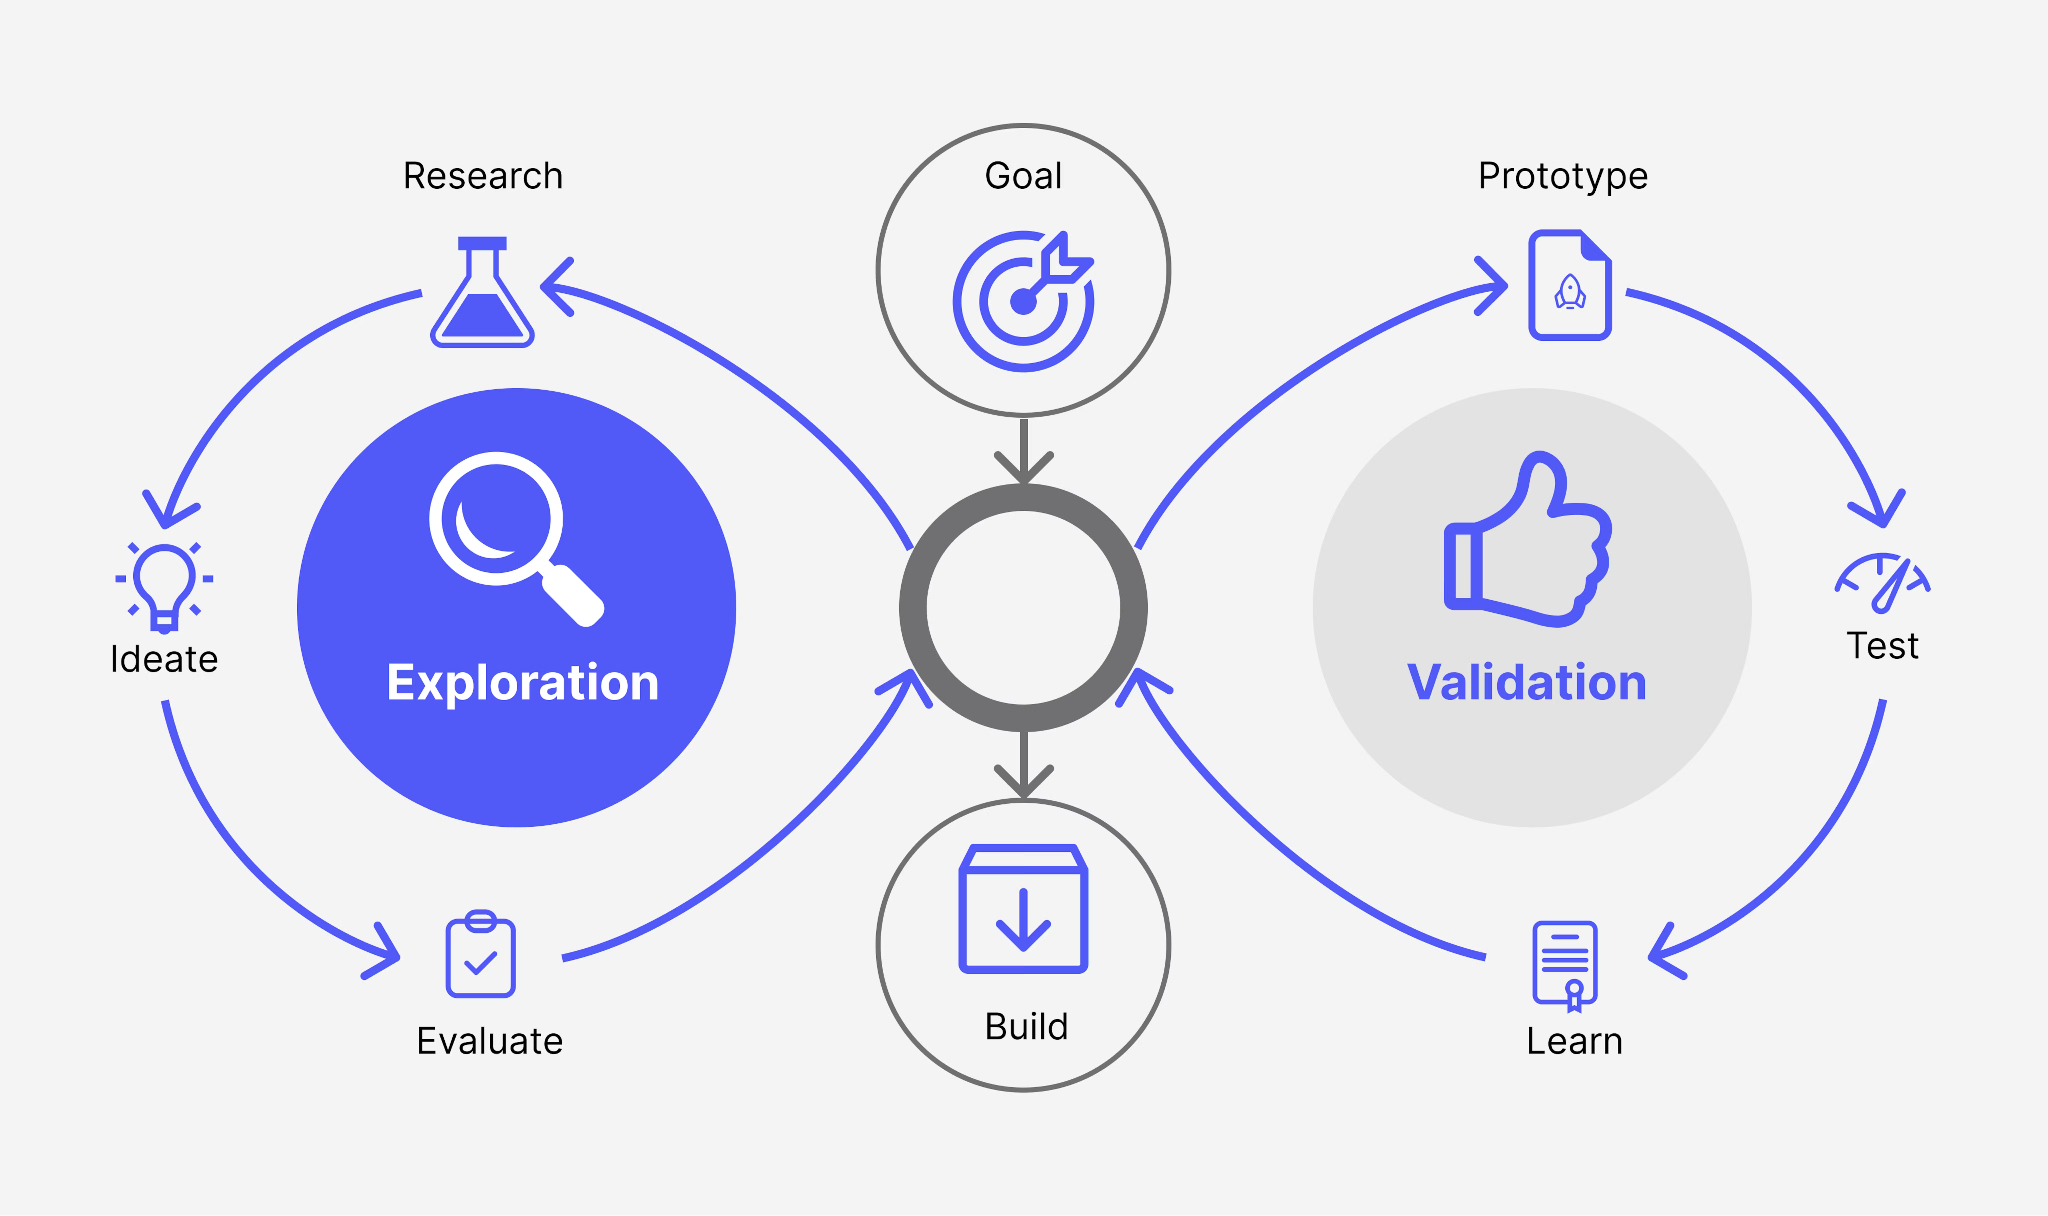 Research
Goal
Prototype
Ideate
Exploration
Validation
Test
Evaluate
Build
Learn